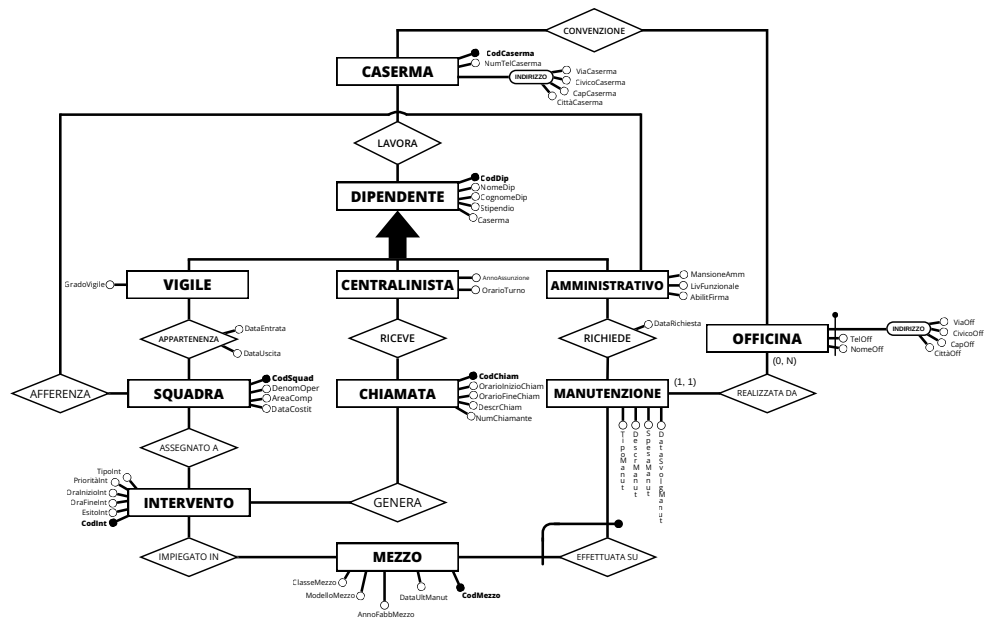 CONVENZIONE
CodCaserma
NumTelCaserma
CASERMA
INDIRIZZO
ViaCaserma
CivicoCaserma
CapCaserma
CittàCaserma
LAVORA
CodDip
NomeDip
CognomeDip
Stipendio
Caserma
DIPENDENTE
GradoVigile
VIGILE
CENTRALINISTA
AnnoAssunzione
OrarioTurno
AMMINISTRATIVO
MansioneAmm
LivFunzionale
AbilitFirma
APPARTENENZA
DataEntrata
DataUscita
RICEVE
RICHIEDE
DataRichiesta
OFFICINA
TelOff
NomeOff
INDIRIZZO
ViaOff
CivicoOff
CapOff
CittàOff
(0, N)
AFFERENZA
SQUADRA
CodSquad
DenomOper
AreaComp
DataCostit
CHIAMATA
CodChiam
OrarioInizioChiam
OrarioFineChiam
DescrChiam
NumChiamante
MANUTENZIONE
(1, 1)
REALIZZATA DA
TipoManut
DescrManut
SpesaManut
DataSvolgManut
ASSEGNATO A
TipoInt
PrioritàInt
OraInizioInt
OraFineInt
EsitoInt
CodInt
INTERVENTO
GENERA
IMPIEGATO IN
MEZZO
EFFETTUATA SU
ClasseMezzo
ModelloMezzo
AnnoFabbMezzo
DataUltManut
CodMezzo